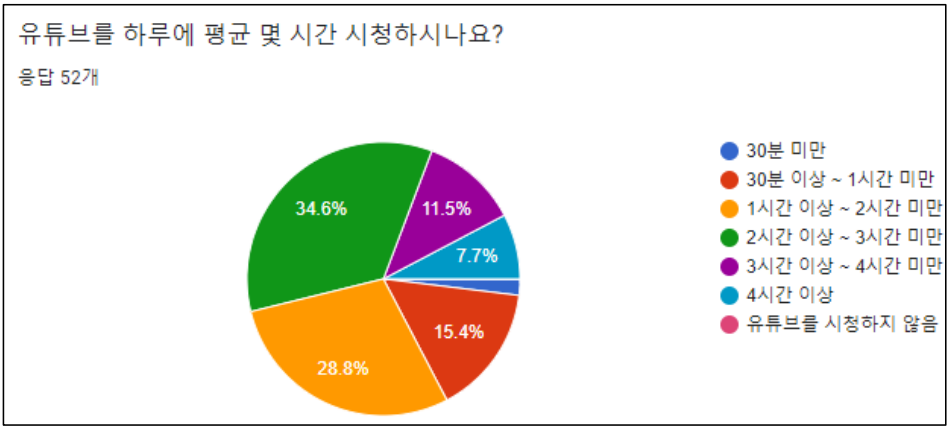 유튜브를 하루에 평균 몇 시간 시청하시나요?
응답 52개
34.6%
11.5%
7.7%
15.4%
28.8%
30분 미만
30분 이상 ~ 1시간 미만
1시간 이상 ~ 2시간 미만
2시간 이상 ~ 3시간 미만
3시간 이상 ~ 4시간 미만
4시간 이상
유튜브를 시청하지 않음